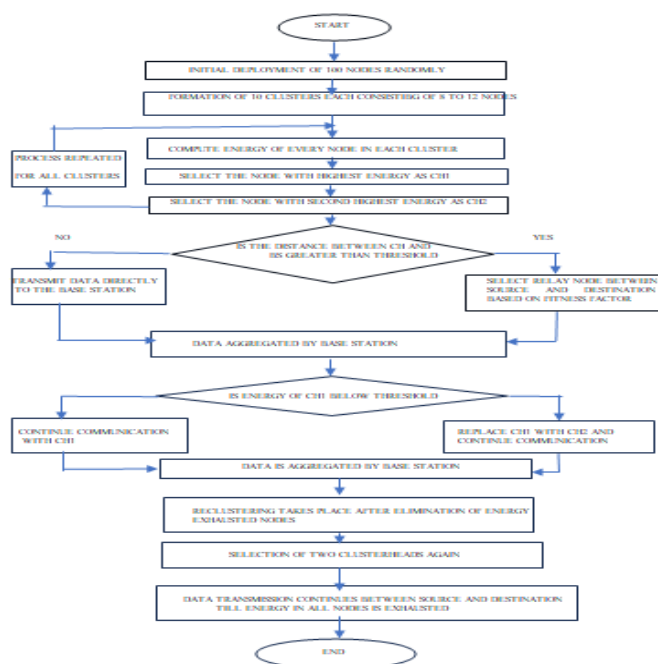 START
INITIAL DEPLOYMENT OF 100 NODES RANDOMLY
FORMATION OF 10 CLUSTERS EACH CONSISTING OF 8 TO 12 NODES
PROCESS REPEATED
FOR ALL CLUSTERS
COMPUTE ENERGY OF EVERY NODE IN EACH CLUSTER
SELECT THE NODE WITH HIGHEST ENERGY AS CH1
SELECT THE NODE WITH SECOND HIGHEST ENERGY AS CH2
NO
IS THE DISTANCE BETWEEN CH AND
BS GREATER THAN THRESHOLD
YES
TRANSMIT DATA DIRECTLY
TO THE BASE STATION
SELECT RELAY NODE BETWEEN
SOURCE AND DESTINATION
BASED ON FITNESS FACTOR
DATA AGGREGATED BY BASE STATION
IS ENERGY OF CH1 BELOW THRESHOLD
CONTINUE COMMUNICATION
WITH CH1
REPLACE CH1 WITH CH2 AND
CONTINUE COMMUNICATION
DATA IS AGGREGATED BY BASE STATION
RECLUSTERING TAKES PLACE AFTER ELIMINATION OF ENERGY
EXHAUSTED NODES
SELECTION OF TWO CLUSTERHEADS AGAIN
DATA TRANSMISSION CONTINUES BETWEEN SOURCE AND DESTINATION
TILL ENERGY IN ALL NODES IS EXHAUSTED
END